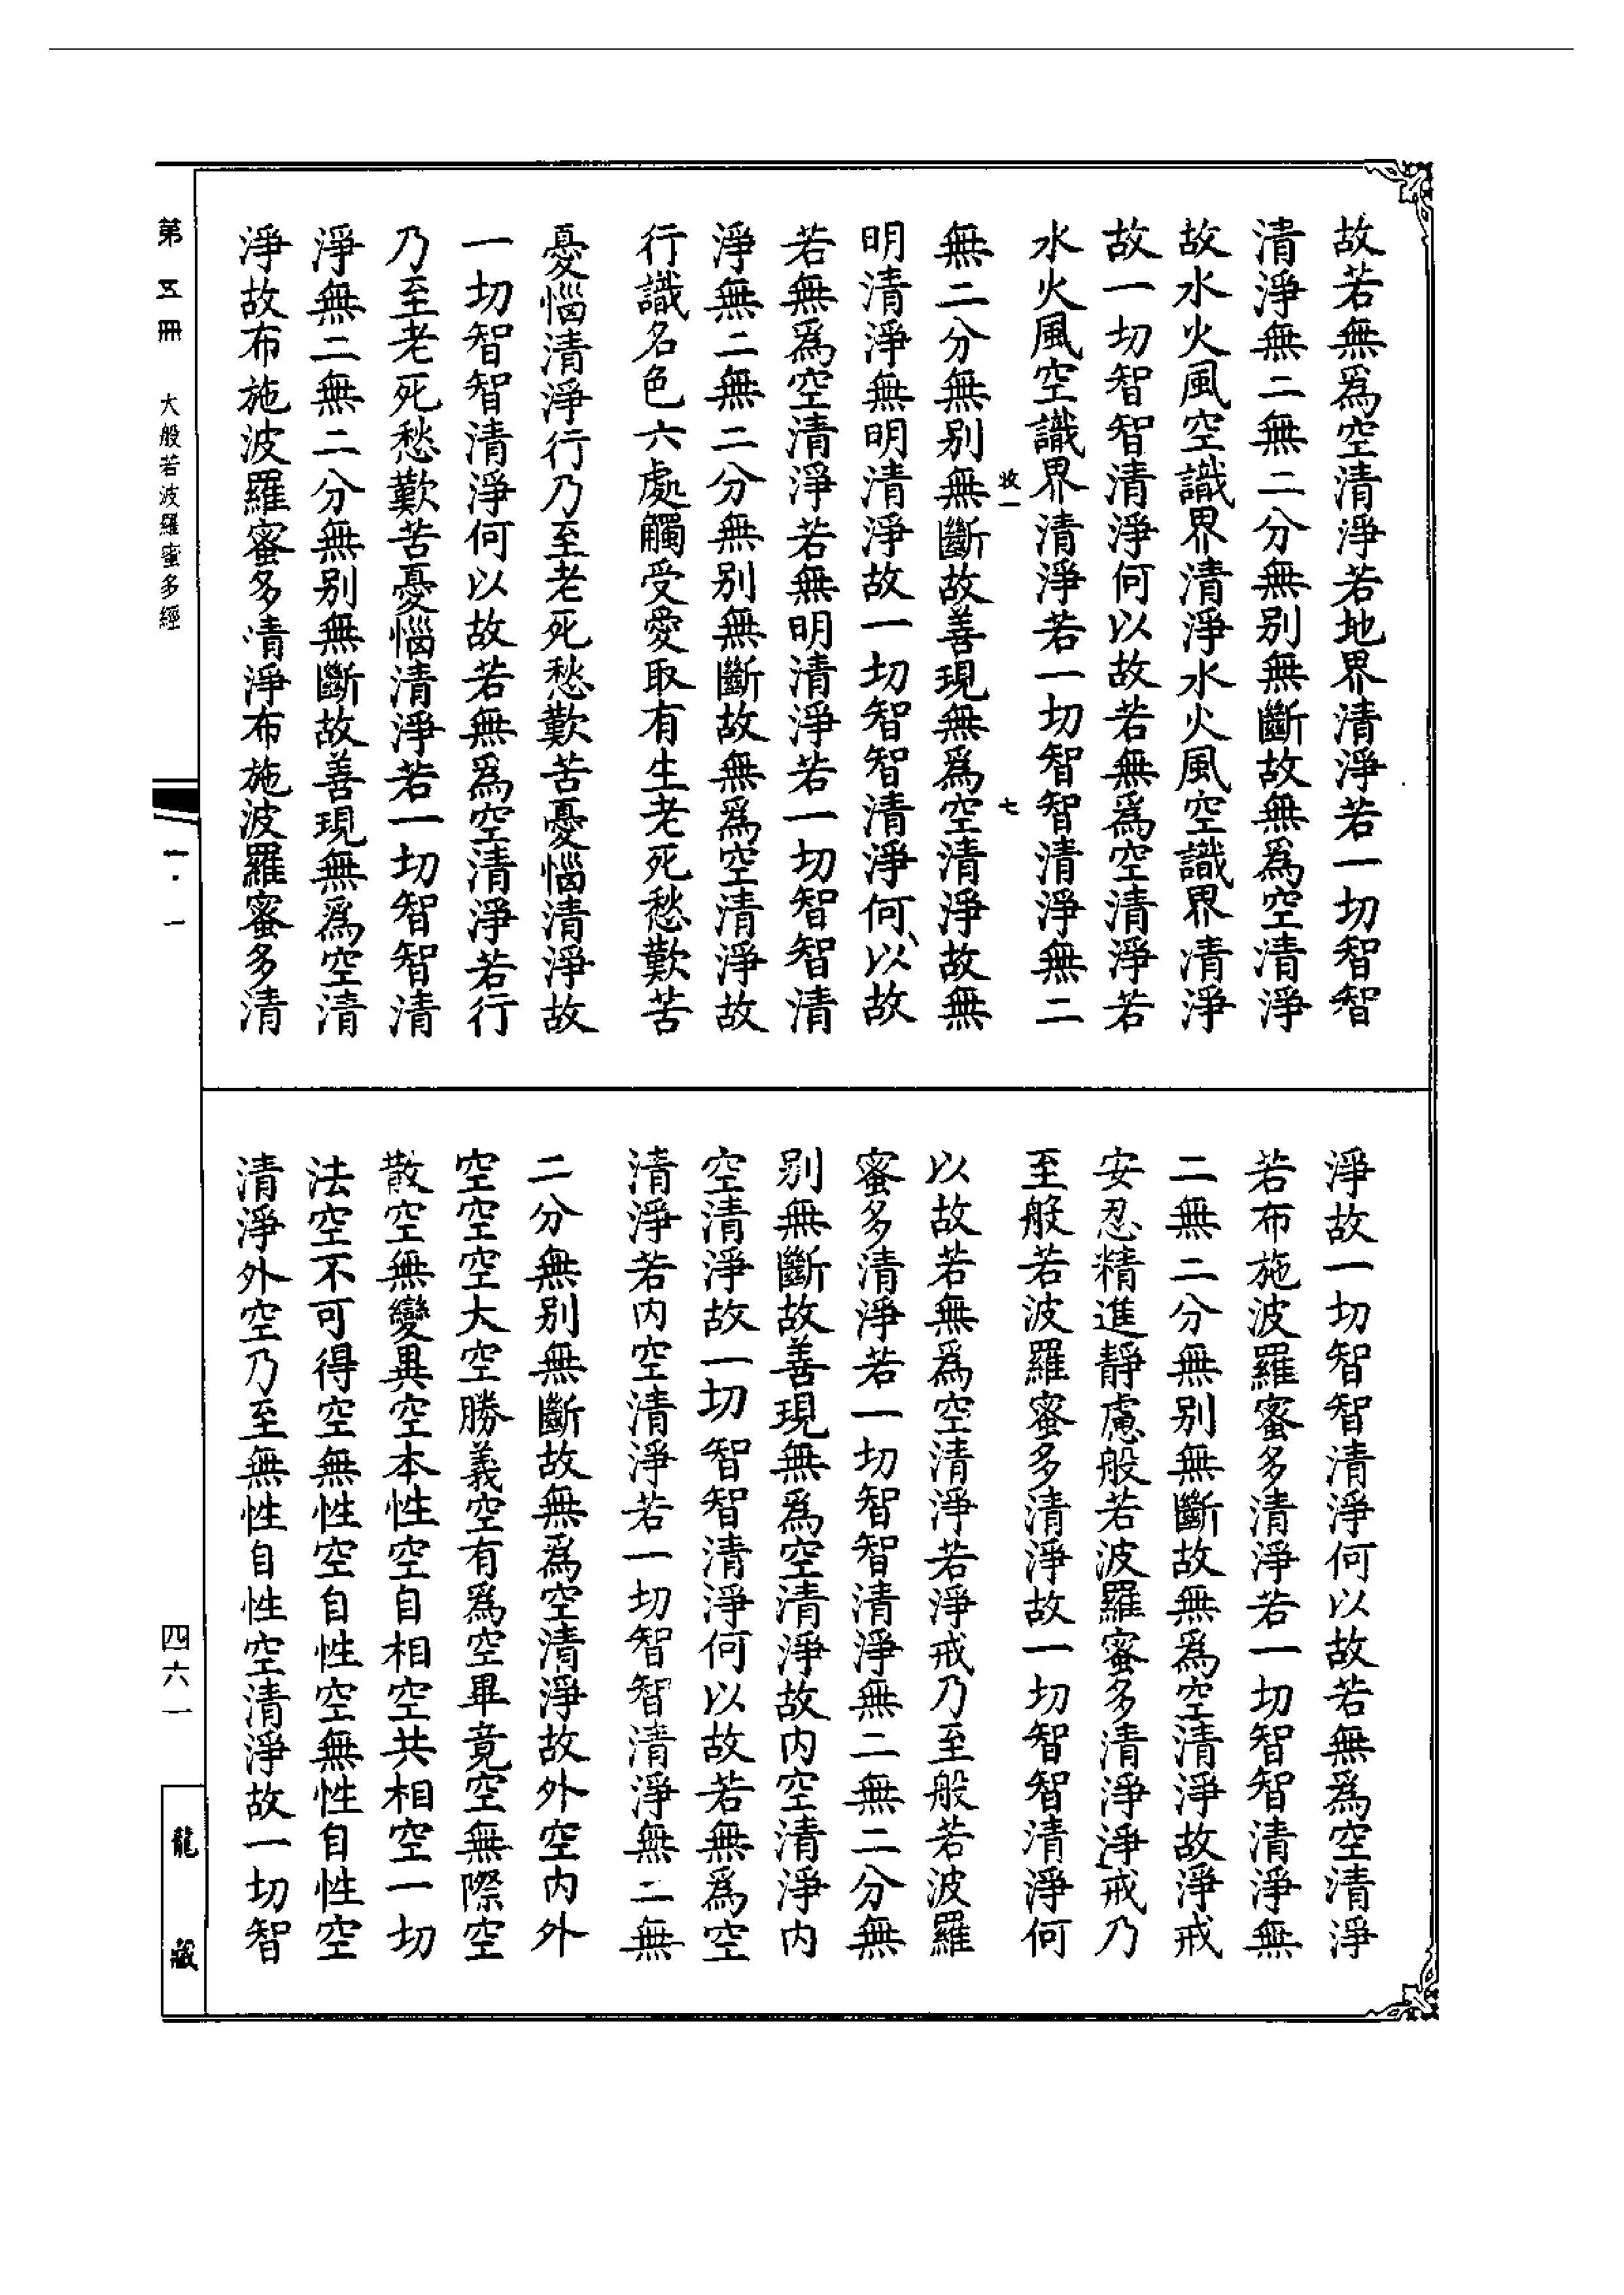 故若無爲空清淨若地界清淨若一切智智
清淨無二無二分無別無斷故無爲空清淨
故水火風空識界清淨水火風空識界清淨
故一切智智清淨何以故若無爲空清淨若
水火風空識界清淨若一切智智清淨無二
無二分無別無斷故善現無爲空清淨故無
明清淨無明清淨故一切智智清淨何以故
若無爲空清淨若無明清淨若一切智智清
淨無二無二分無別無斷故無爲空清淨故
行識名色六處觸受愛取有生老死愁歎苦
憂惱清淨行乃至老死愁歎苦憂惱清淨故
一切智智清淨何以故若無爲空清淨若行
乃至老死愁歎苦憂惱清淨若一切智智清
淨無二無二分無別無斷故善現無爲空清
淨故布施波羅蜜多清淨布施波羅蜜多清
淨故一切智智清淨何以故若無爲空清淨
若布施波羅蜜多清淨若一切智智清淨無
二無二分無別無斷故無爲空清淨故淨戒
安忍精進靜慮般若波羅蜜多清淨淨戒乃
至般若波羅蜜多清淨故一切智智清淨何
以故若無爲空清淨若淨戒乃至般若波羅
蜜多清淨若一切智智清淨無二無二分無
別無斷故善現無爲空清淨故內空清淨內
空清淨故一切智智清淨何以故若無爲空
清淨若內空清淨若一切智智清淨無二無
二分無別無斷故無爲空清淨故外空內外
空空空大空勝義空有爲空畢竟空無際空
散空無變異空本性空自相空共相空一切
法空不可得空無性空自性空無性自性空
清淨外空乃至無性自性空清淨故一切智
第五冊 大般若波羅蜜多經
一·一
四六一
龍藏
七